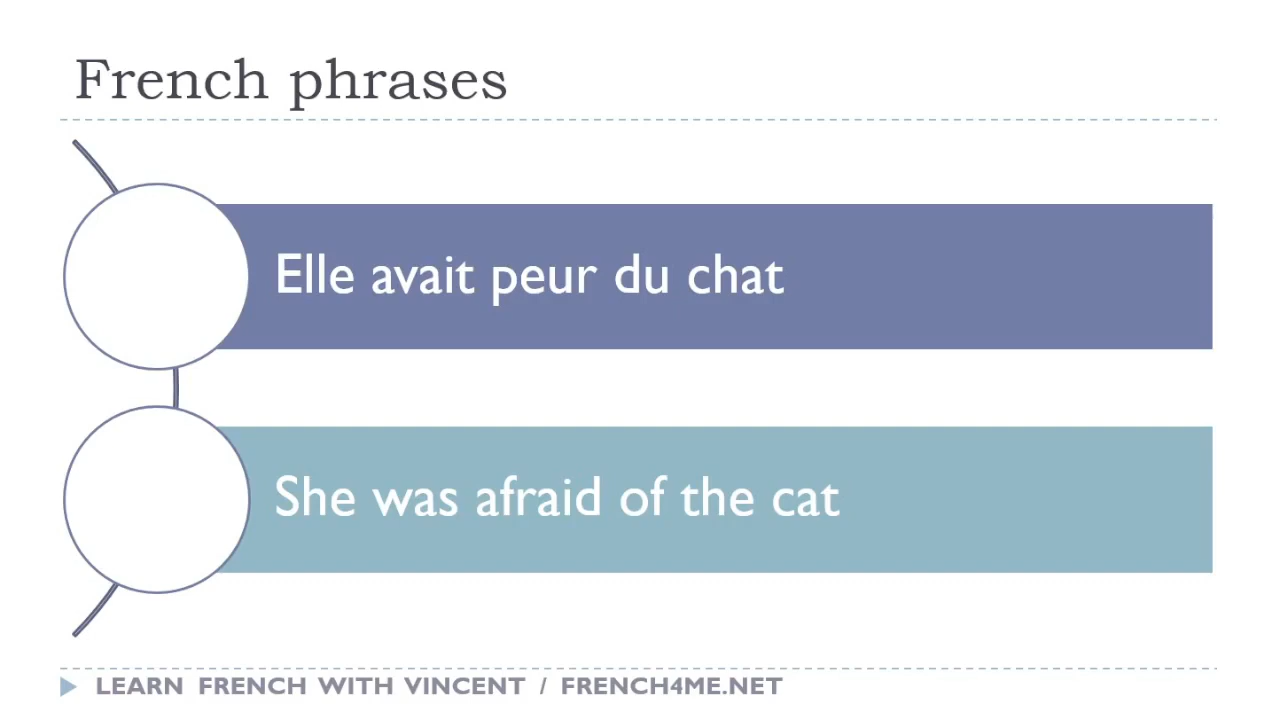 French phrases
Elle avait peur du chat
She was afraid of the cat
LEARN FRENCH WITH VINCENT / FRENCH4ME.NET